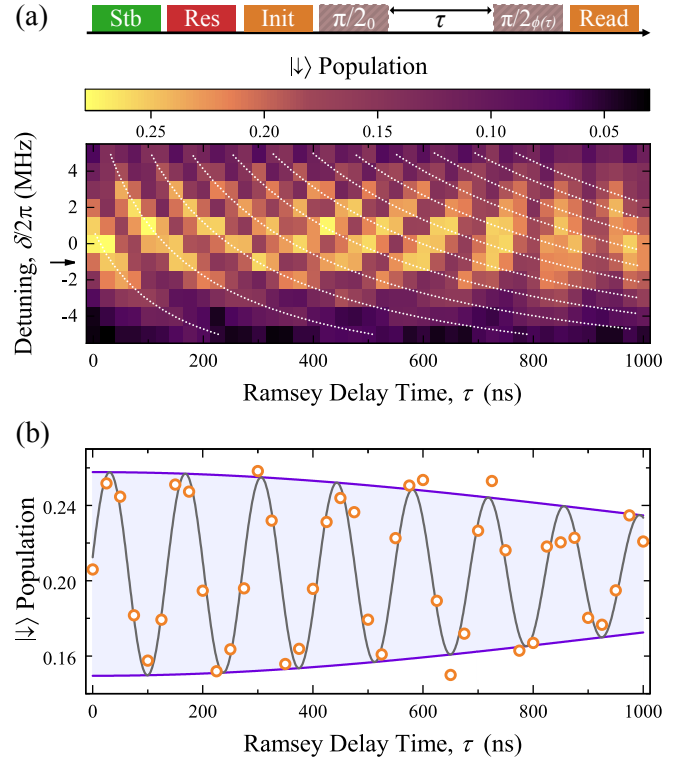 (a)
Stb Res Init π/2₀ τ π/2ϕ(τ) Read
|↓⟩ Population
0.25 0.20 0.15 0.10 0.05
Detuning, δ/2π (MHz)
4
2
0
-2
-4
0 200 400 600 800 1000
Ramsey Delay Time, τ (ns)
(b)
|↓⟩ Population
0.24
0.20
0.16
0 200 400 600 800 1000
Ramsey Delay Time, τ (ns)